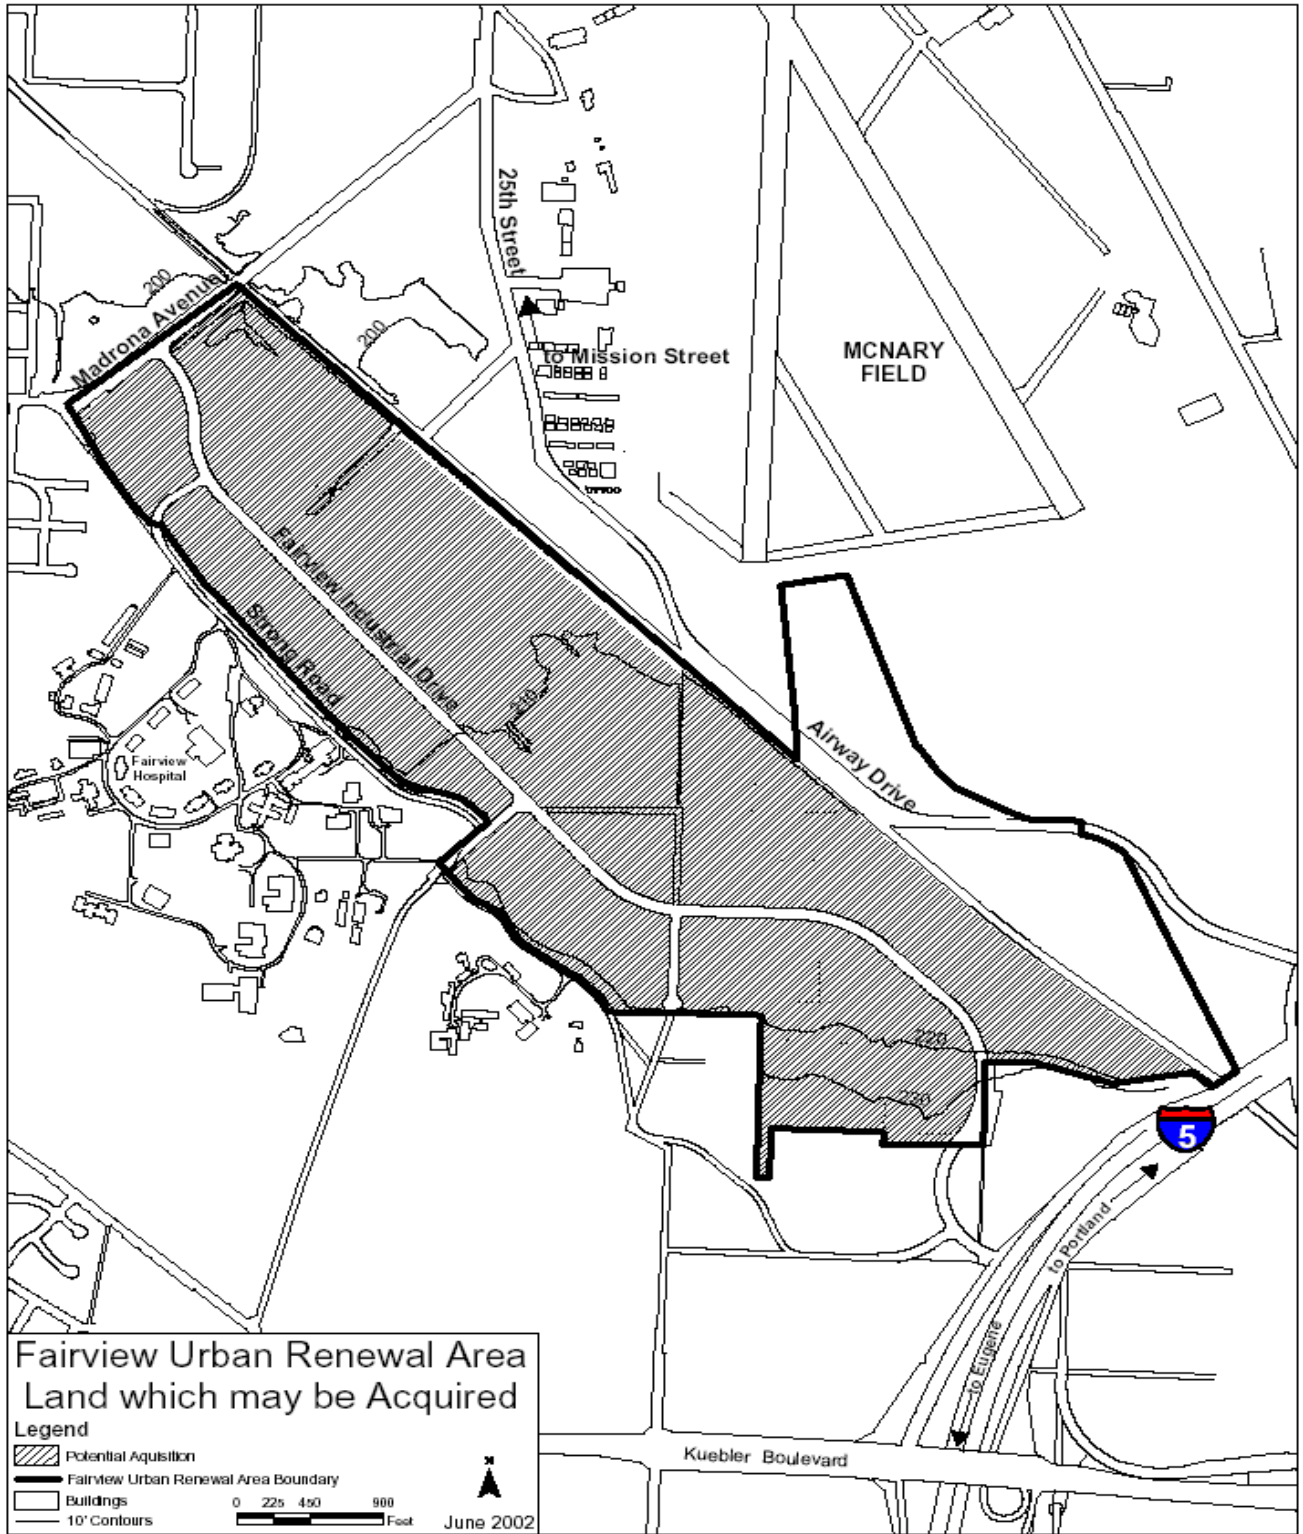 25th Street
200
Madrona Avenue
200
to Mission Street
MCNARY
FIELD
Fairview Industrial Drive
Strong Road
210
Airway Drive
Fairview
Hospital
220
230
5
to Portland
to Eugene
Kuebler Boulevard
Fairview Urban Renewal Area
Land which may be Acquired
Legend
Potential Aquisition
Fairview Urban Renewal Area Boundary
Buildings
10' Contours
0 225 450 900
Feet
N
June 2002